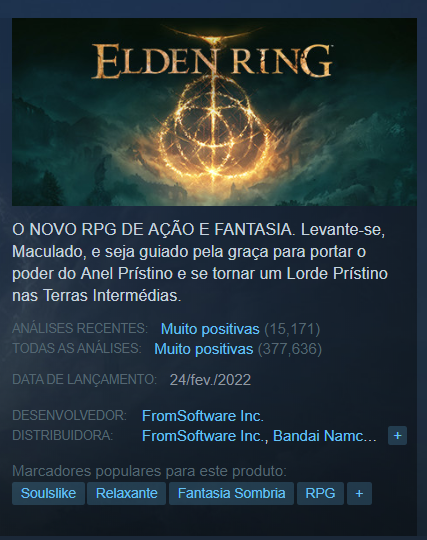 ELDEN RING
O NOVO RPG DE AÇÃO E FANTASIA. Levante-se,
Maculado, e seja guiado pela graça para portar o
poder do Anel Prístino e se tornar um Lorde Prístino
nas Terras Intermédias.
ANÁLISES RECENTES: Muito positivas (15,171)
TODAS AS ANÁLISES: Muito positivas (377,636)
DATA DE LANÇAMENTO: 24/fev./2022
DESENVOLVEDOR: FromSoftware Inc.
DISTRIBUIDORA: FromSoftware Inc., Bandai Namc... +
Marcadores populares para este produto:
Soulslike Relaxante Fantasia Sombria RPG +